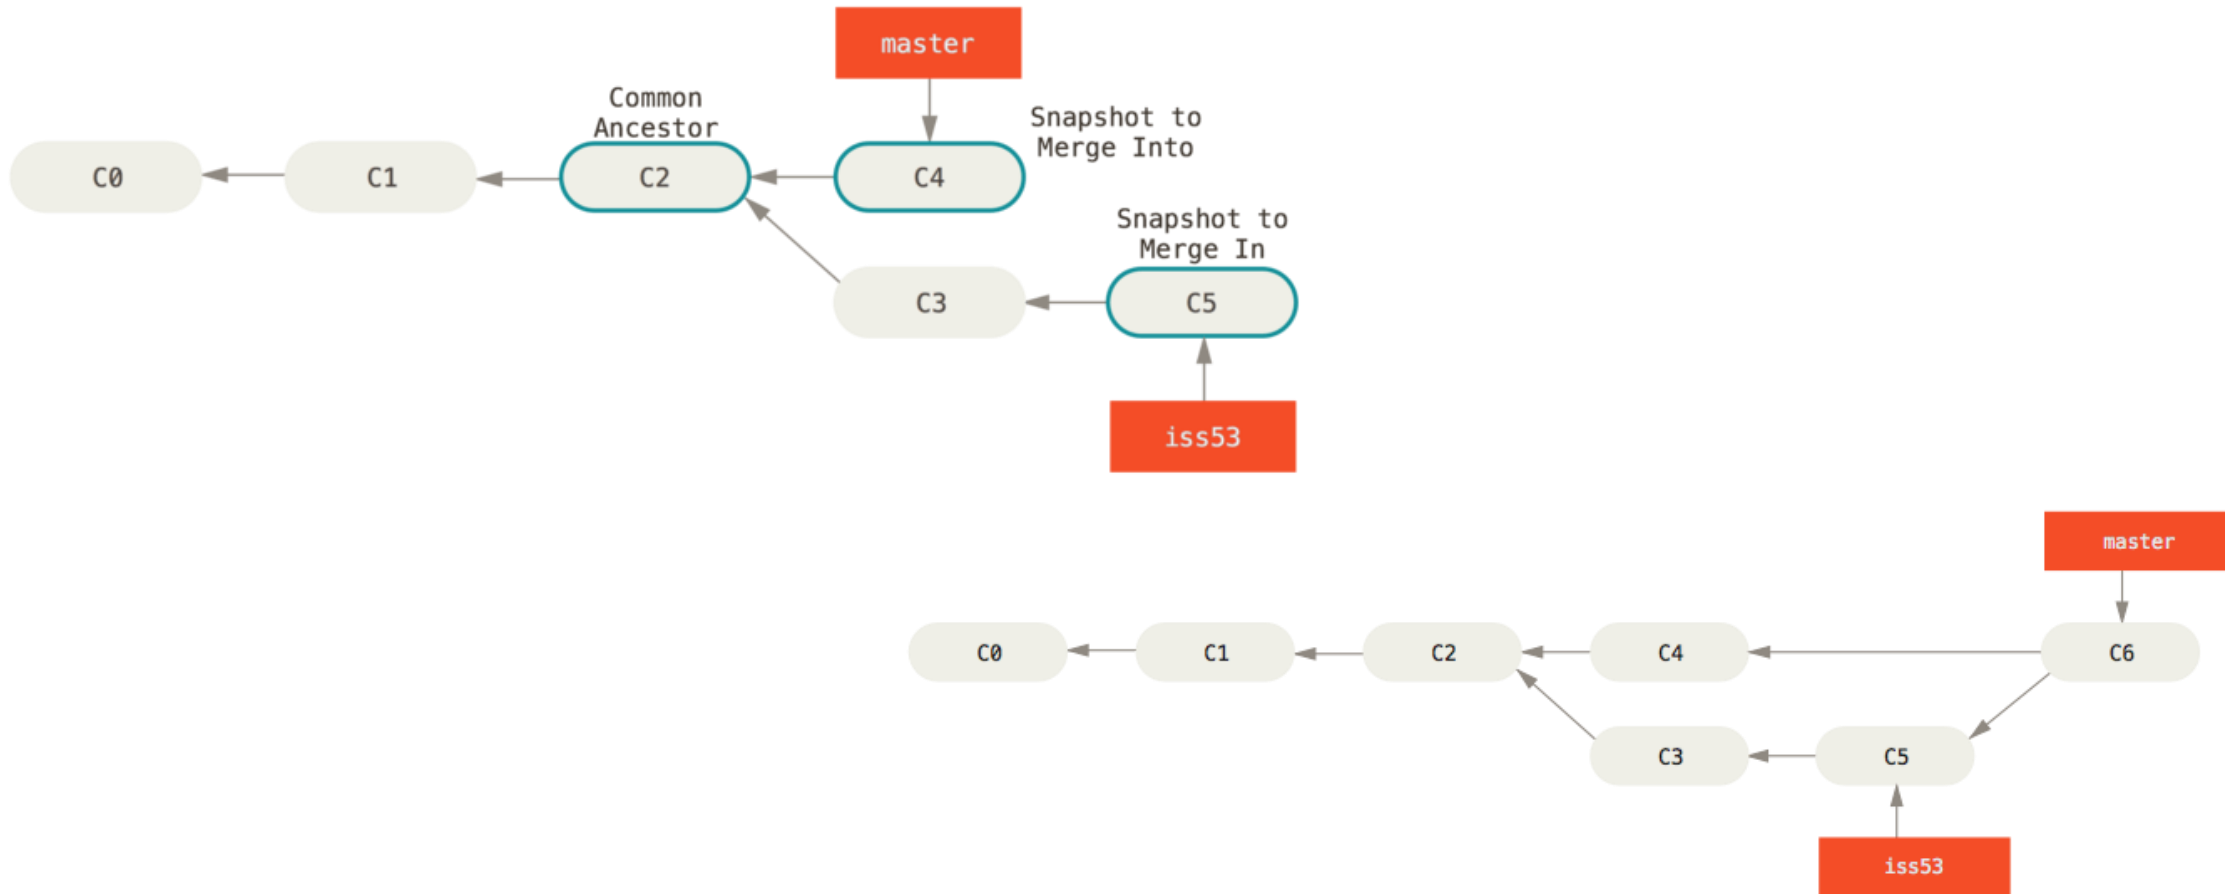 master
Common
Ancestor
Snapshot to
Merge Into
C0
C1
C2
C4
Snapshot to
Merge In
C3
C5
iss53
master
C0
C1
C2
C4
C6
C3
C5
iss53